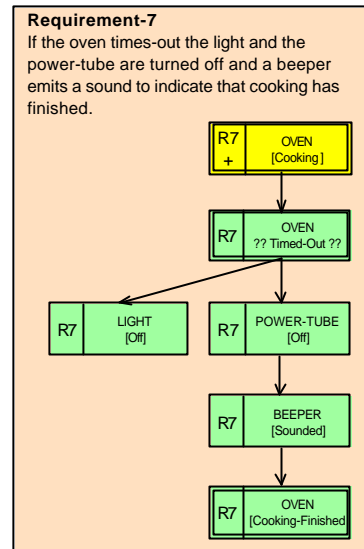 Requirement-7
If the oven times-out the light and the
power-tube are turned off and a beeper
emits a sound to indicate that cooking has
finished.
R7
+
OVEN
[Cooking]
R7
OVEN
?? Timed-Out ??
R7
LIGHT
[Off]
R7
POWER-TUBE
[Off]
R7
BEEPER
[Sounded]
R7
OVEN
[Cooking-Finished